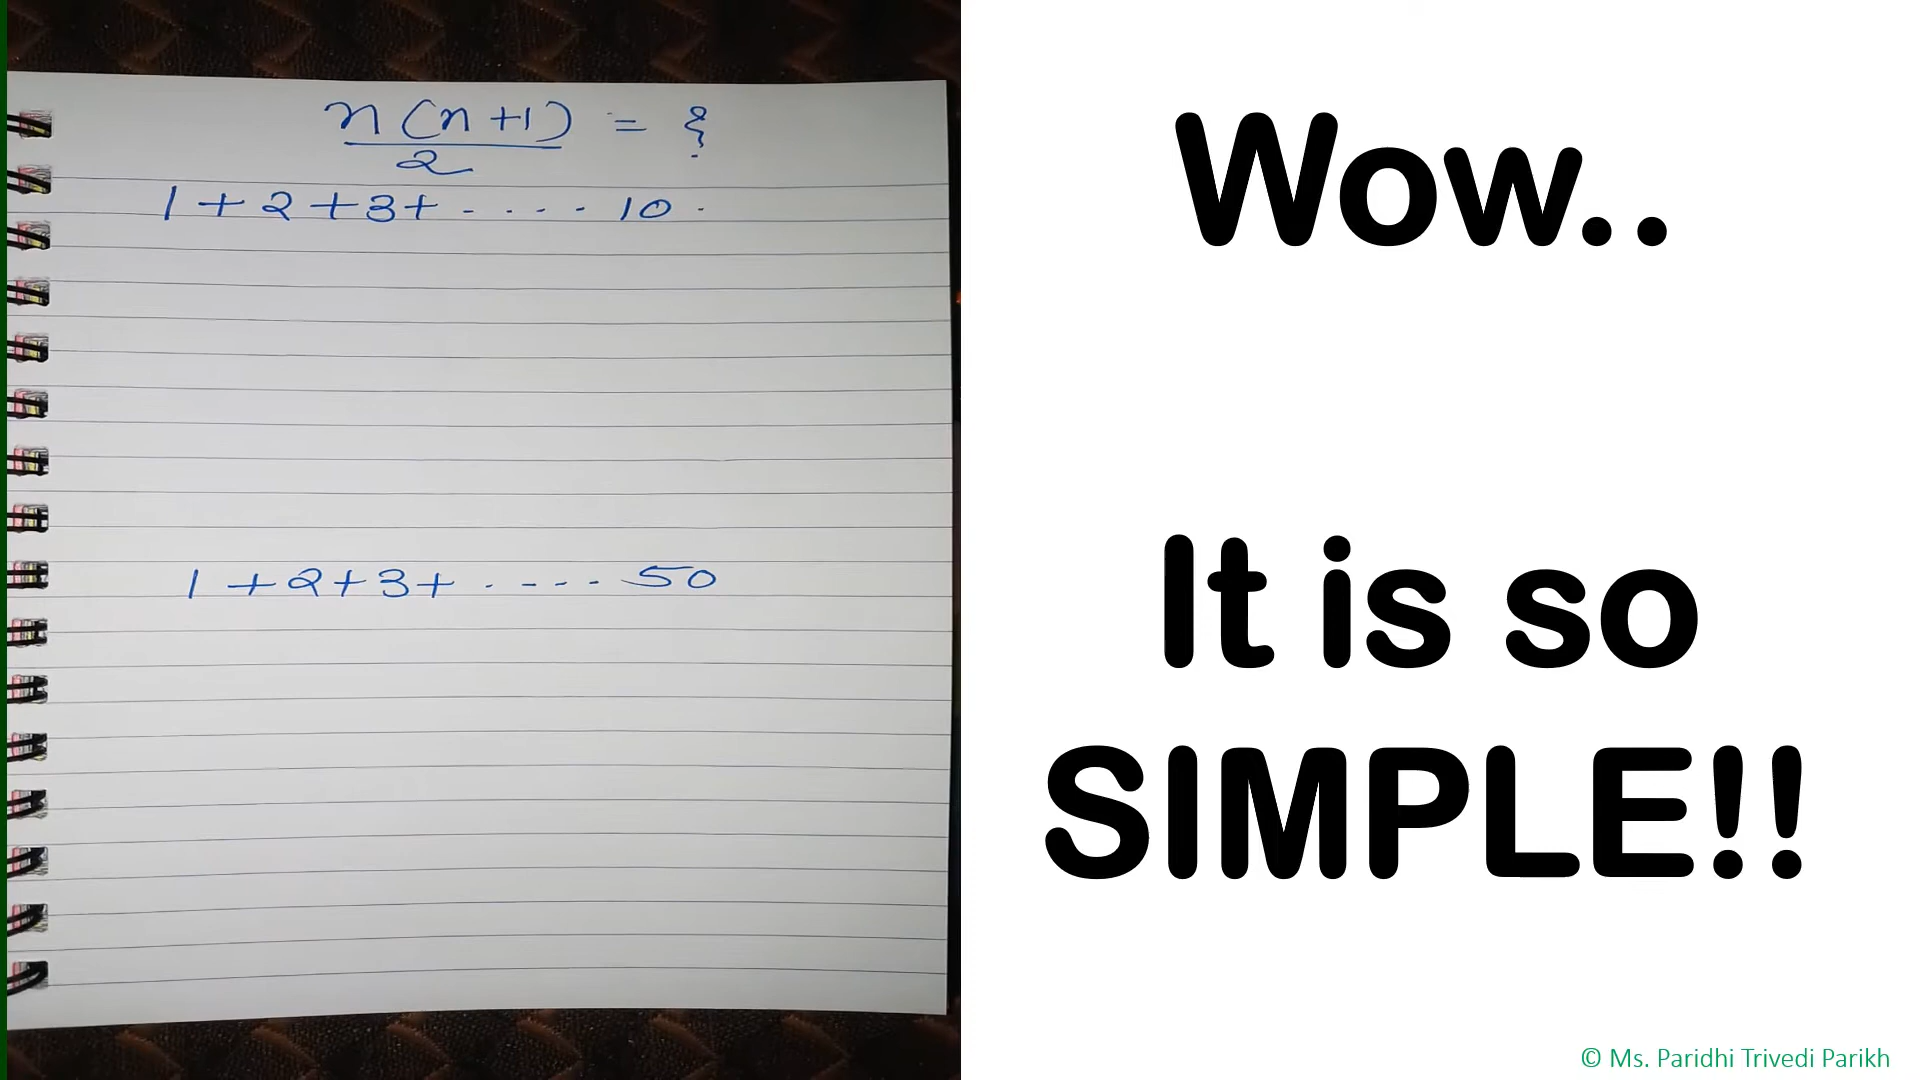 n(n+1) = ?
2
1 + 2 + 3 + - - - - 10 .
1 + 2 + 3 + - - - - 50
Wow..
It is so
SIMPLE!!
© Ms. Paridhi Trivedi Parikh